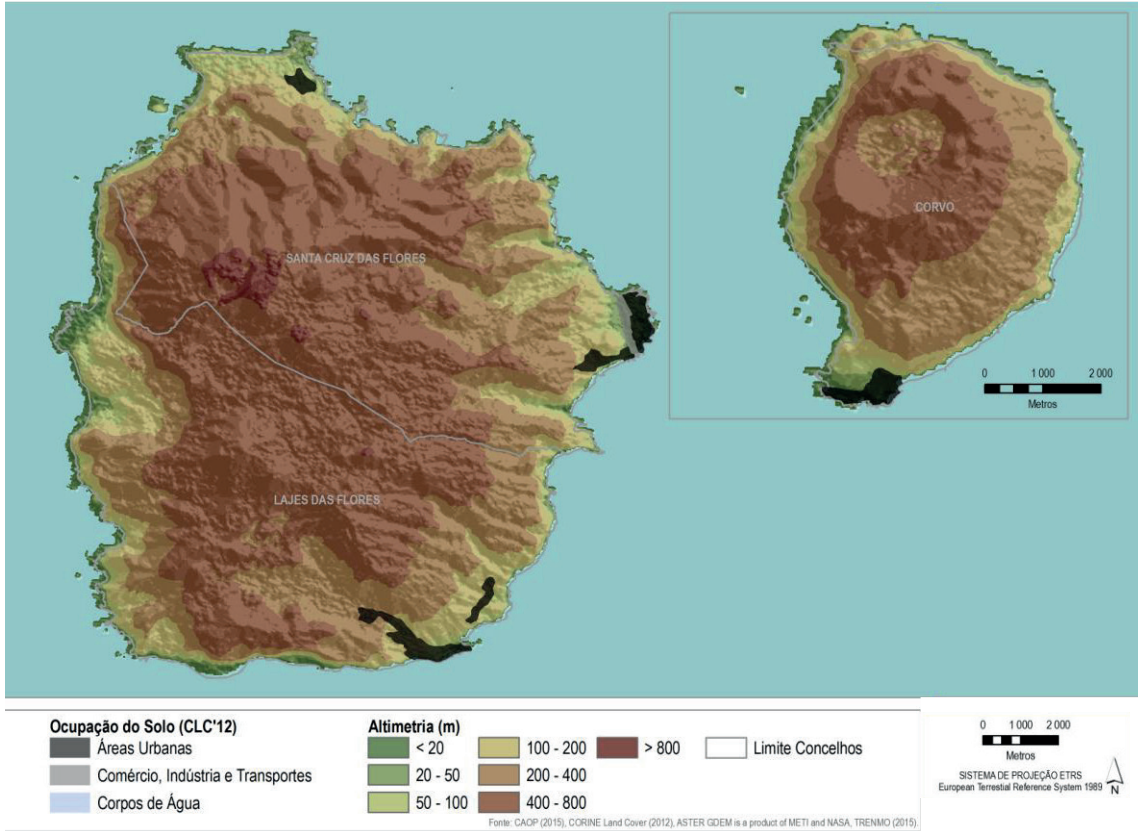 SANTA CRUZ DAS FLORES
LAJES DAS FLORES
CORVO
0 1 000 2 000
Metros
Ocupação do Solo (CLC'12)
Áreas Urbanas
Comércio, Indústria e Transportes
Corpos de Água
Altimetria (m)
< 20
20 - 50
50 - 100
100 - 200
200 - 400
400 - 800
> 800
Limite Concelhos
0 1 000 2 000
Metros
SISTEMA DE PROJEÇÃO ETRS
European Terrestial Reference System 1989
N
Fonte: CAOP (2015), CORINE Land Cover (2012), ASTER GDEM is a product of METI and NASA, TRENMO (2015).